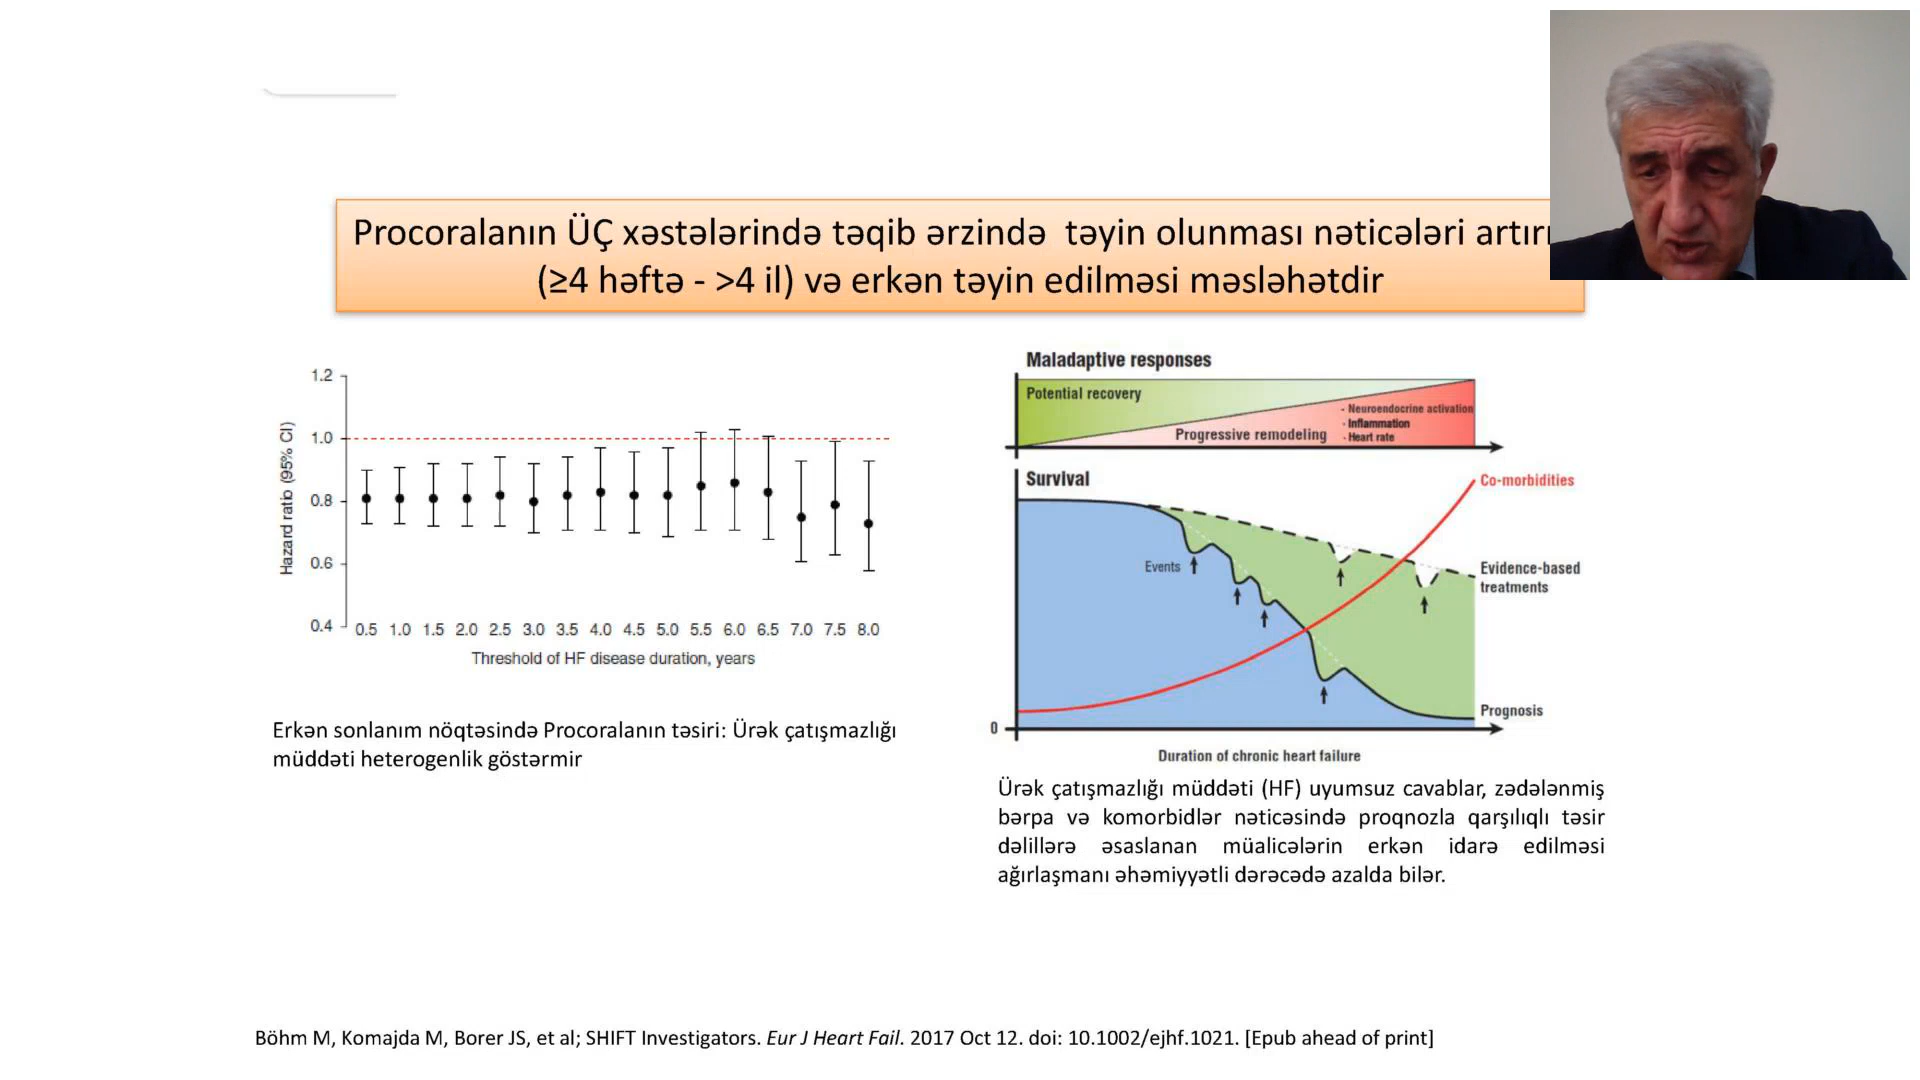 Procoralanın ÜÇ xəstələrində təqib ərzində təyin olunması nəticələri
(≥4 həftə - >4 il) və erkən təyin edilməsi məsləhətdir
1.2
1.0
0.8
0.6
0.4
Hazard ratio (95% CI)
0.5 1.0 1.5 2.0 2.5 3.0 3.5 4.0 4.5 5.0 5.5 6.0 6.5 7.0 7.5 8.0
Threshold of HF disease duration, years
Erkən sonlanım nöqtəsində Procoralanın təsiri: Ürək çatışmazlığı
müddəti heterogenlik göstərmir
Maladaptive responses
Potential recovery
- Neuroendocrine activation
- Inflammation
- Heart rate
Progressive remodeling
Survival
Co-morbidities
Events
Evidence-based
treatments
Prognosis
0
Duration of chronic heart failure
Ürək çatışmazlığı müddəti (HF) uyumsuz cavablar, zədələnmiş
bərpa və komorbidlər nəticəsində proqnozla qarşılıqlı təsir
dəlillərə əsaslanan müalicələrin erkən idarə edilməsi
ağırlaşmanı əhəmiyyətli dərəcədə azalda bilər.
Böhm M, Komajda M, Borer JS, et al; SHIFT Investigators. Eur J Heart Fail. 2017 Oct 12. doi: 10.1002/ejhf.1021. [Epub ahead of print]